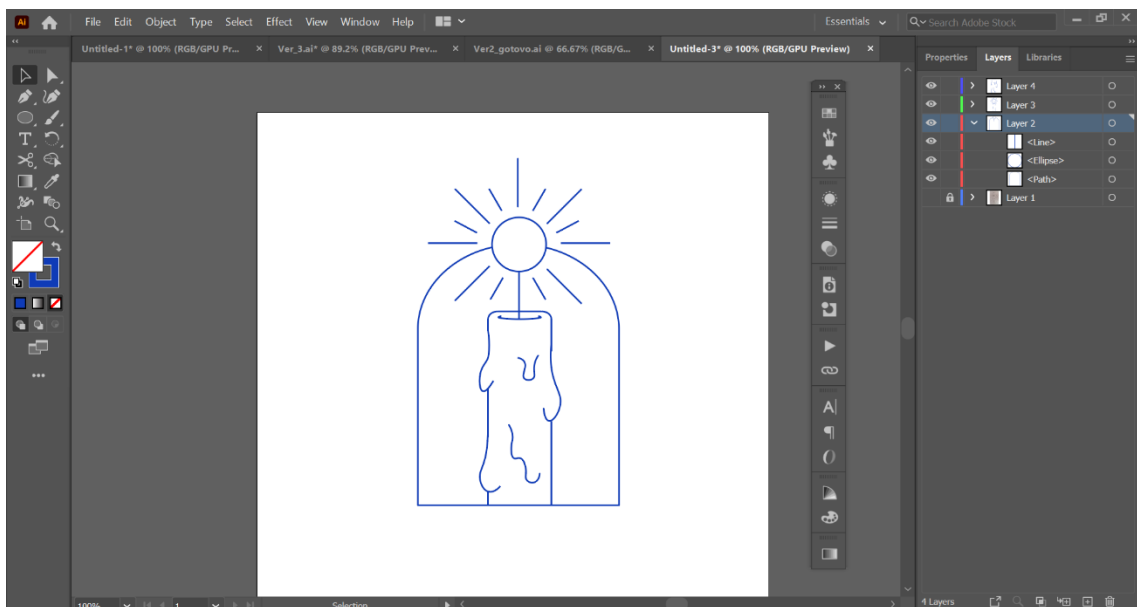 Ai File Edit Object Type Select Effect View Window Help Essentials Search Adobe Stock
Untitled-1* @ 100% (RGB/GPU Pr... × Ver_3.ai* @ 89.2% (RGB/GPU Prev... × Ver2_gotovo.ai @ 66.67% (RGB/G... × Untitled-3* @ 100% (RGB/GPU Preview) ×
Properties Layers Libraries
Layer 4
Layer 3
Layer 2
<Line>
<Ellipse>
<Path>
Layer 1
100% 1 Selection
4 Layers